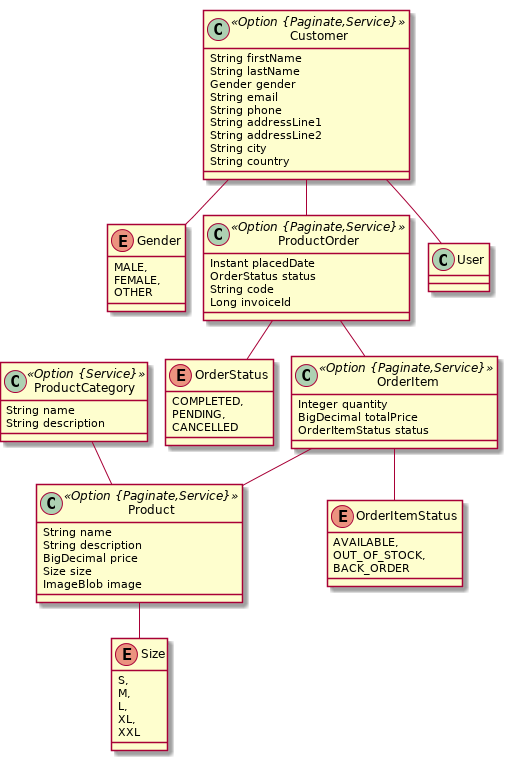 C «Option {Paginate,Service}»
Customer
String firstName
String lastName
Gender gender
String email
String phone
String addressLine1
String addressLine2
String city
String country
E Gender
MALE,
FEMALE,
OTHER
C «Option {Paginate,Service}»
ProductOrder
Instant placedDate
OrderStatus status
String code
Long invoiceId
C User
C «Option {Service}»
ProductCategory
String name
String description
E OrderStatus
COMPLETED,
PENDING,
CANCELLED
C «Option {Paginate,Service}»
OrderItem
Integer quantity
BigDecimal totalPrice
OrderItemStatus status
C «Option {Paginate,Service}»
Product
String name
String description
BigDecimal price
Size size
ImageBlob image
E OrderItemStatus
AVAILABLE,
OUT_OF_STOCK,
BACK_ORDER
E Size
S,
M,
L,
XL,
XXL